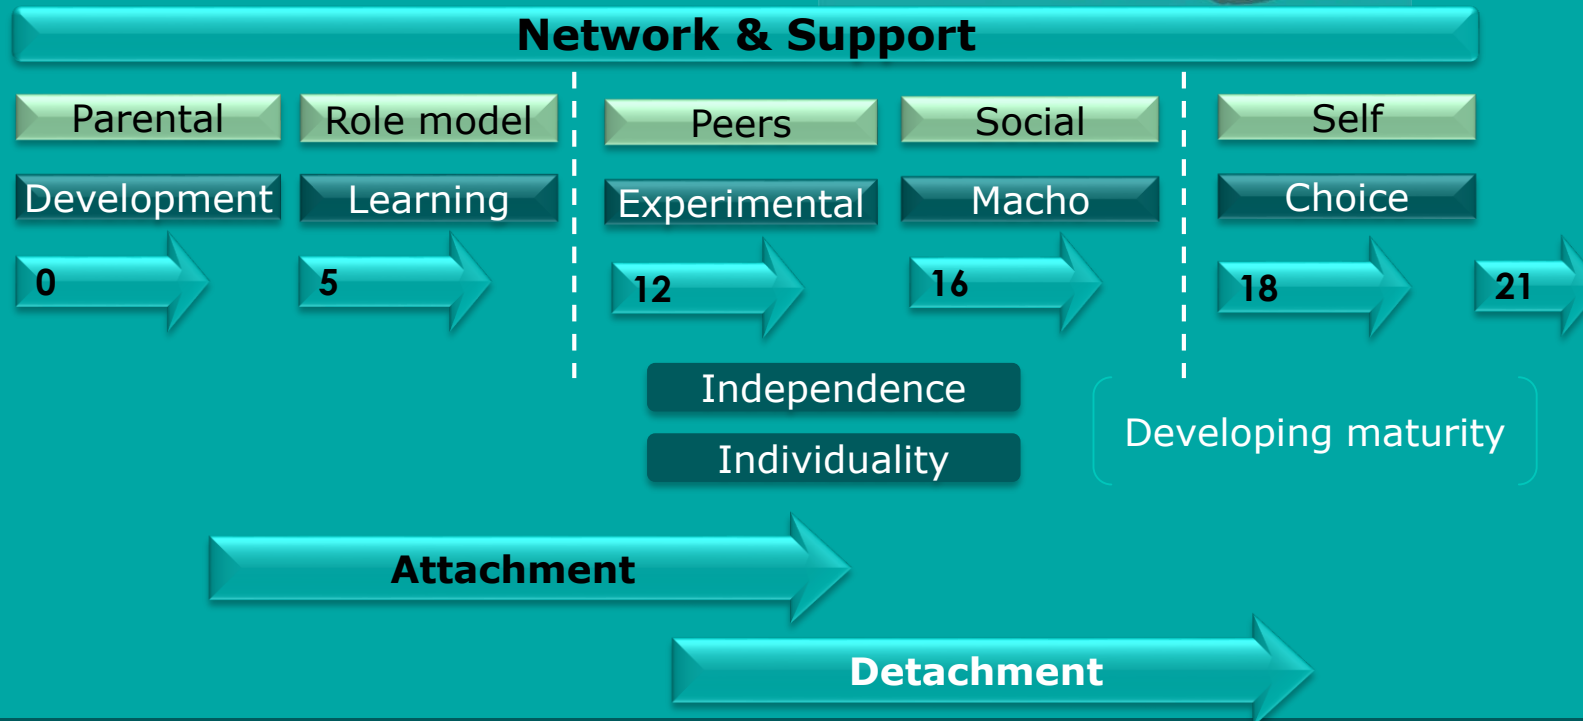 Network & Support
Parental
Role model
Peers
Social
Self
Development
Learning
Experimental
Macho
Choice
0
5
12
16
18
21
Independence
Individuality
Developing maturity
Attachment
Detachment